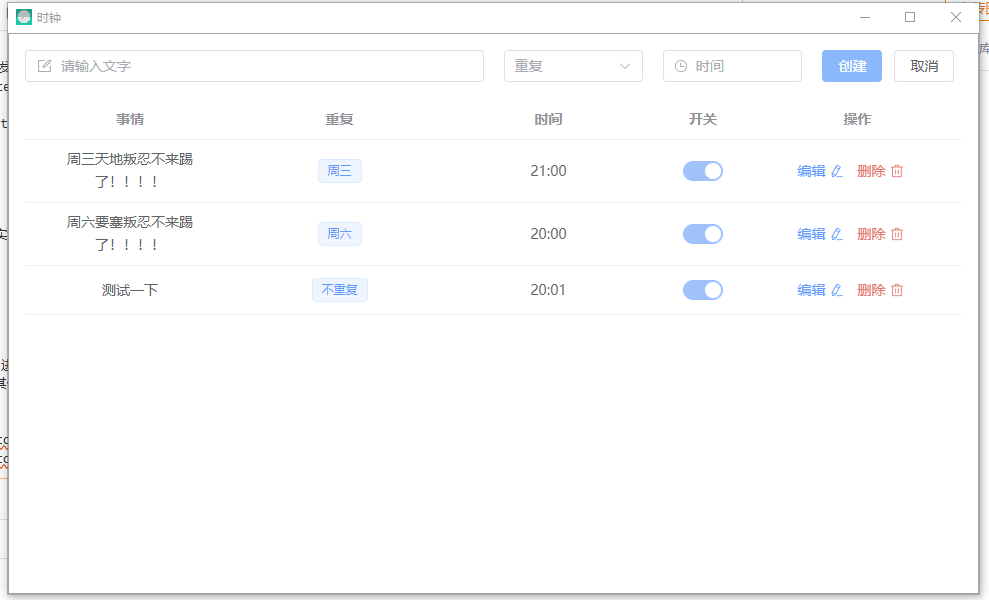 时钟
请输入文字 重复 时间 创建 取消
事情 重复 时间 开关 操作
周三天地叛忍不来踢
了！！！！ 周三 21:00 编辑 删除
周六要塞叛忍不来踢
了！！！！ 周六 20:00 编辑 删除
测试一下 不重复 20:01 编辑 删除